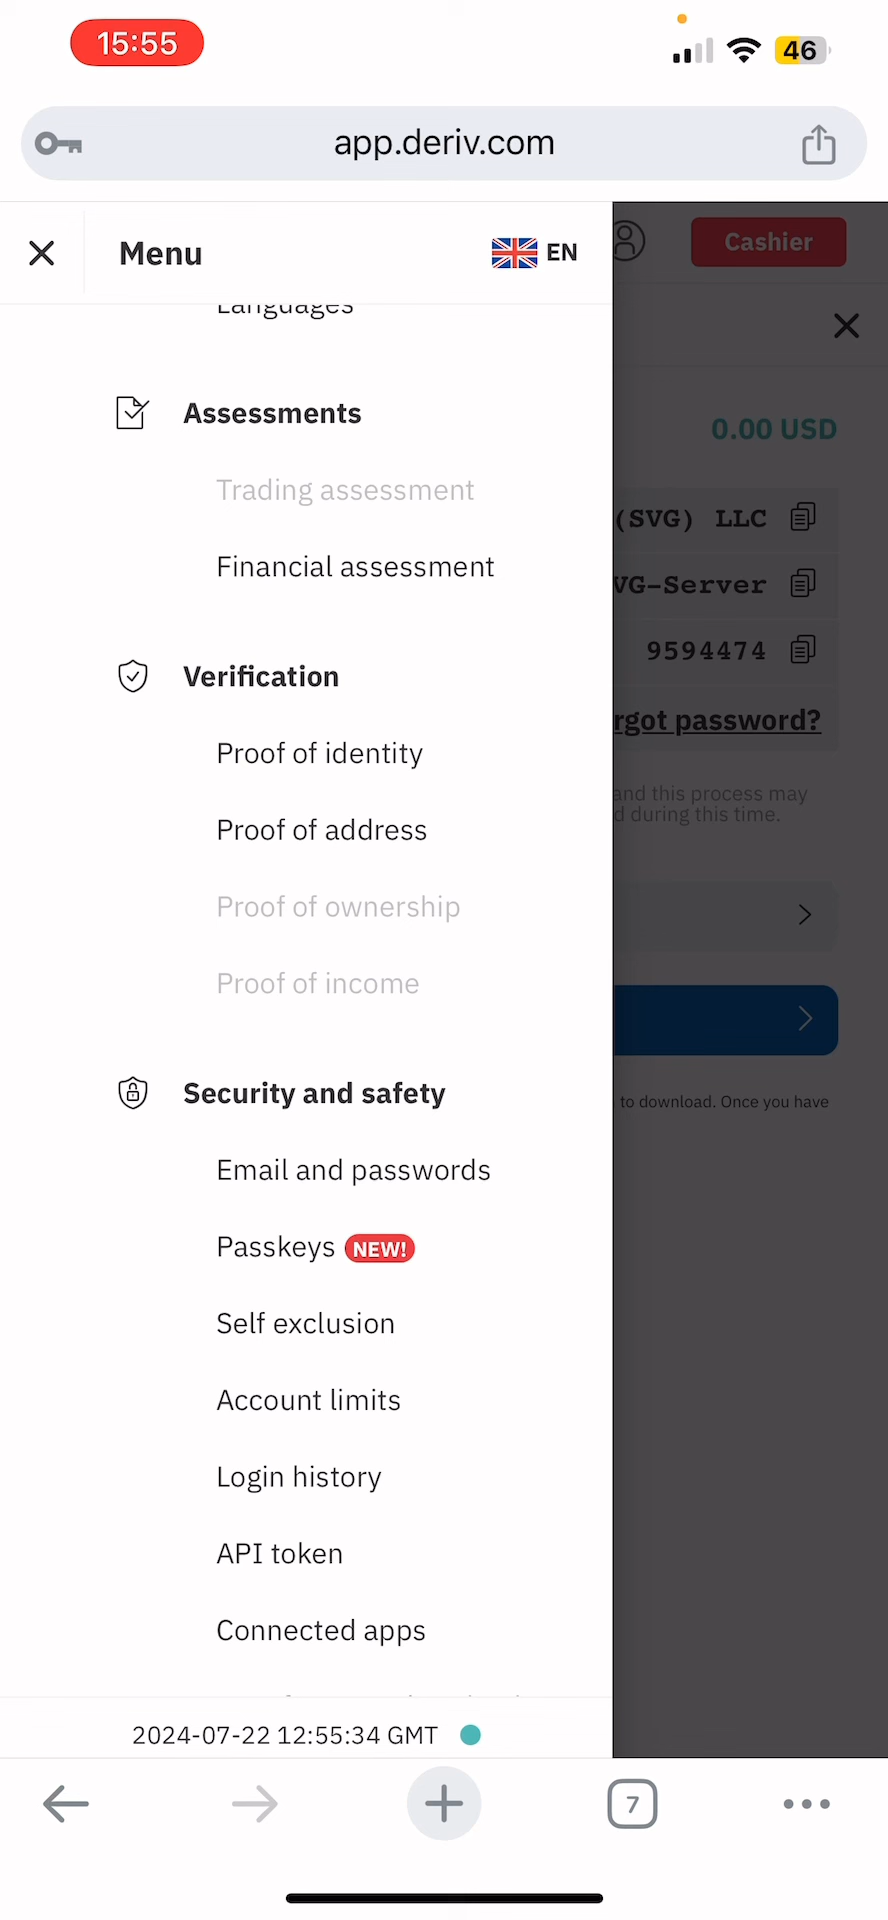 15:55
46
app.deriv.com
Menu
EN
Cashier
Languages
Assessments
0.00 USD
Trading assessment
(SVG) LLC
Financial assessment
VG-Server
9594474
Verification
rgot password?
Proof of identity
and this process may
d during this time.
Proof of address
Proof of ownership
Proof of income
Security and safety
to download. Once you have
Email and passwords
Passkeys NEW!
Self exclusion
Account limits
Login history
API token
Connected apps
2024-07-22 12:55:34 GMT
7